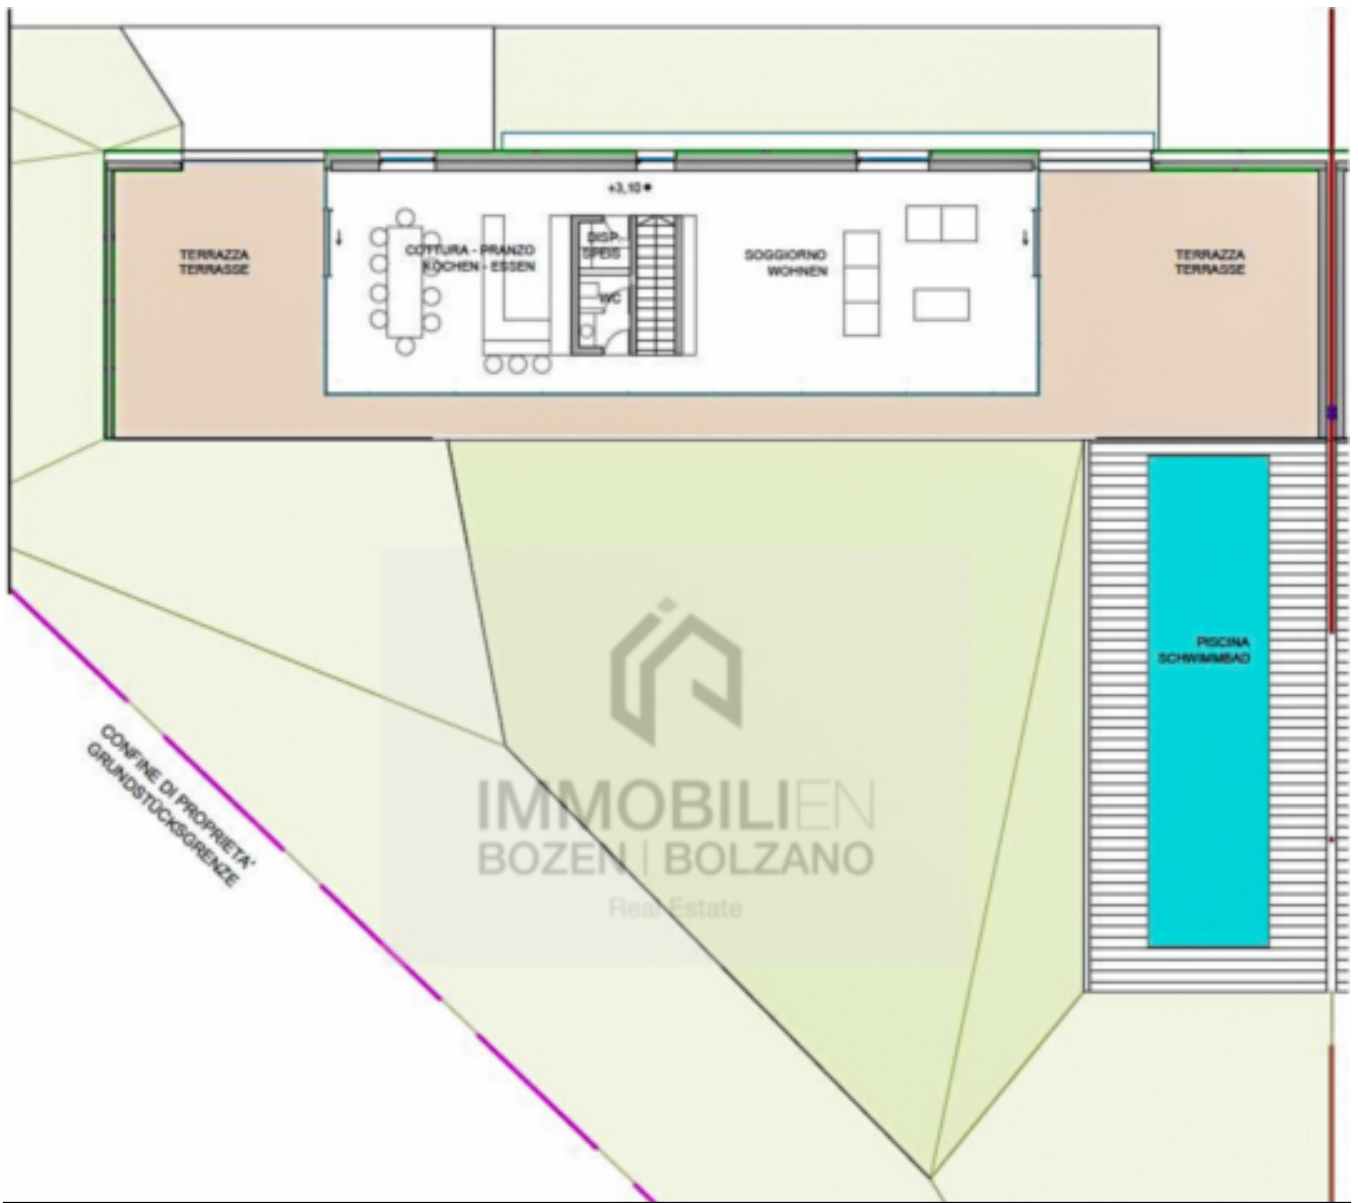 +3,10
TERRAZZA
TERRASSE
COTTURA - PRANZO
KOCHEN - ESSEN
DISP.
SPEIS
WC
SOGGIORNO
WOHNEN
TERRAZZA
TERRASSE
PISCINA
SCHWIMMBAD
CONFINE DI PROPRIETA'
GRUNDSTÜCKSGRENZE
IMMOBILIEN
BOZEN | BOLZANO
Real Estate